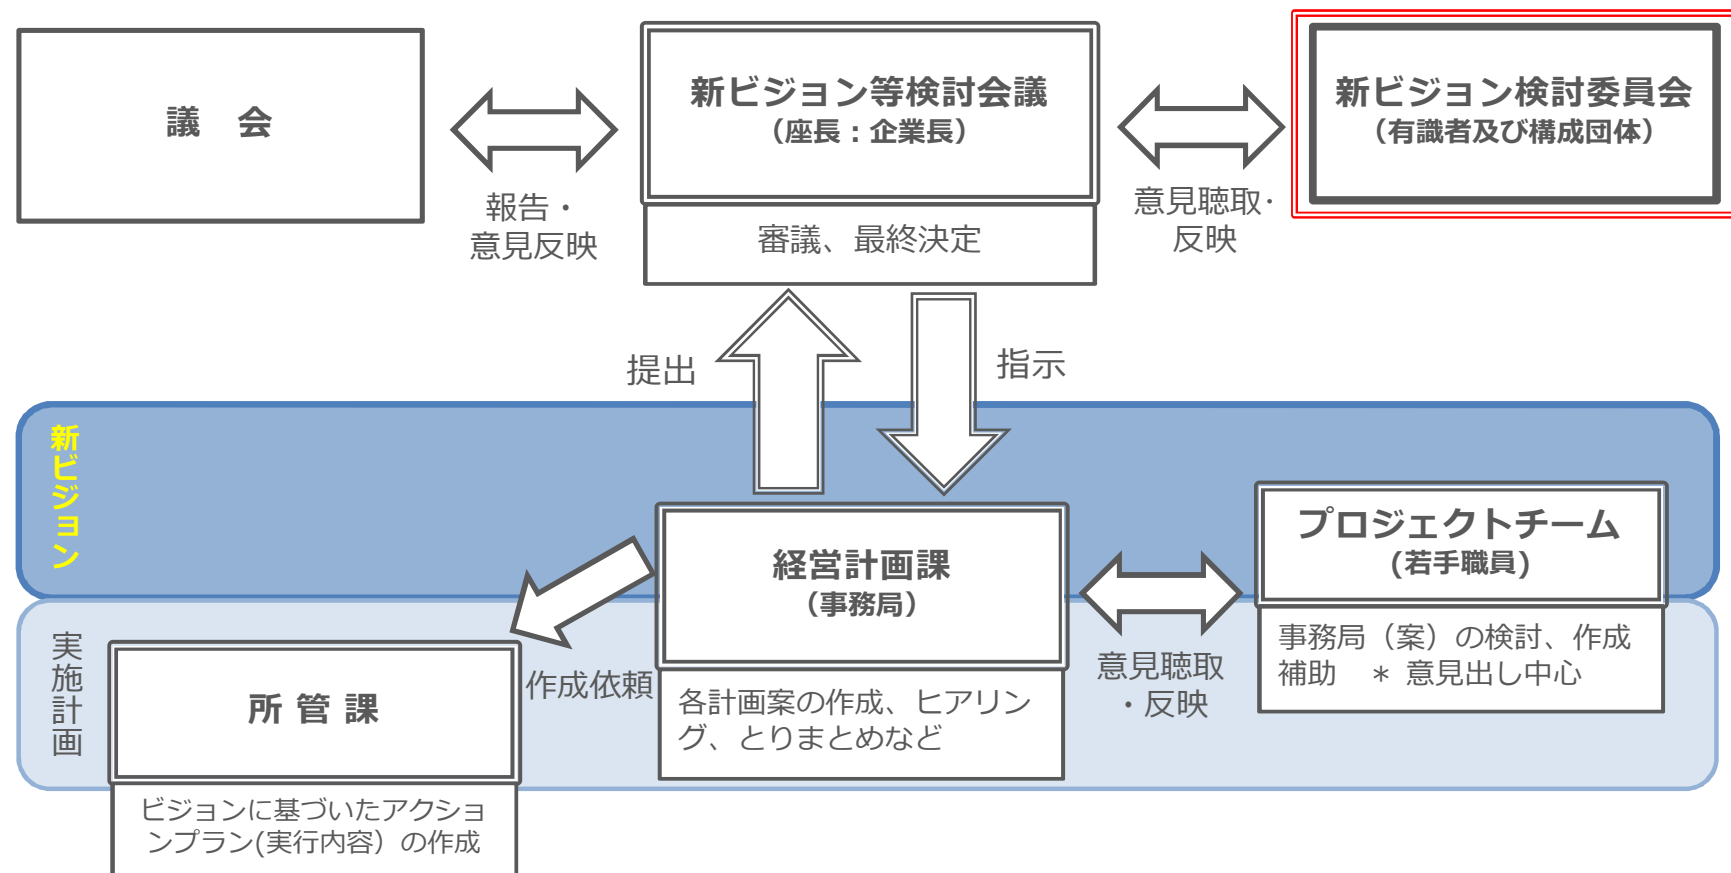 議　会
新ビジョン等検討会議
（座長：企業長）
審議、最終決定
新ビジョン検討委員会
（有識者及び構成団体）
報告・
意見反映
意見聴取・
反映
提出
指示
新ビジョン
経営計画課
（事務局）
各計画案の作成、ヒアリン
グ、とりまとめなど
プロジェクトチーム
(若手職員)
事務局（案）の検討、作成
補助　＊ 意見出し中心
意見聴取
・反映
作成依頼
実施計画
所 管 課
ビジョンに基づいたアクショ
ンプラン(実行内容）の作成